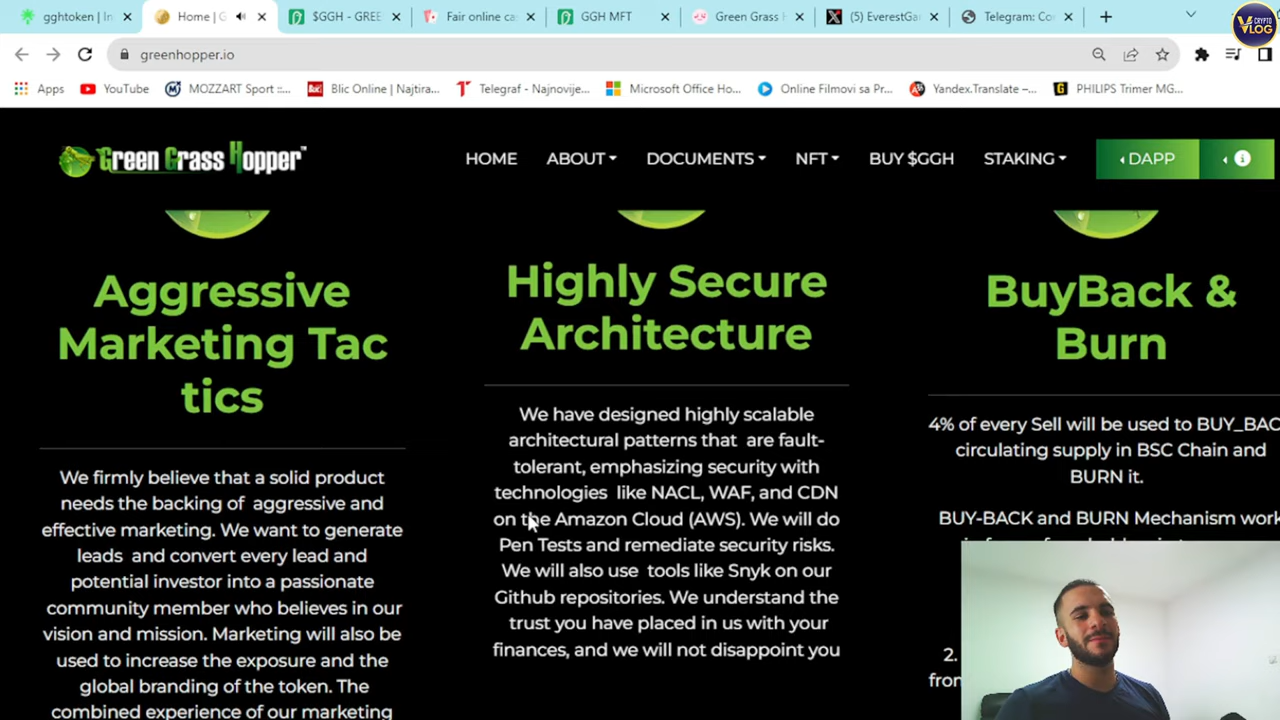 gghtoken | In
Home | G
$GGH - GREE
Fair online ca
GGH MFT
Green Grass H
(5) EverestGa
Telegram: Co
CRYPTO
VLOG
greenhopper.io
Apps
YouTube
MOZZART Sport ::...
Blic Online | Najtira...
Telegraf - Najnovije...
Microsoft Office Ho...
Online Filmovi sa Pr...
Yandex.Translate –...
PHILIPS Trimer MG...
Green Grass Hopper™
HOME
ABOUT
DOCUMENTS
NFT
BUY $GGH
STAKING
DAPP
Aggressive
Marketing Tac
tics
We firmly believe that a solid product
needs the backing of aggressive and
effective marketing. We want to generate
leads and convert every lead and
potential investor into a passionate
community member who believes in our
vision and mission. Marketing will also be
used to increase the exposure and the
global branding of the token. The
combined experience of our marketing
Highly Secure
Architecture
We have designed highly scalable
architectural patterns that are fault-
tolerant, emphasizing security with
technologies like NACL, WAF, and CDN
on the Amazon Cloud (AWS). We will do
Pen Tests and remediate security risks.
We will also use tools like Snyk on our
Github repositories. We understand the
trust you have placed in us with your
finances, and we will not disappoint you
BuyBack &
Burn
4% of every Sell will be used to BUY_BAC
circulating supply in BSC Chain and
BURN it.
BUY-BACK and BURN Mechanism work
2.
from